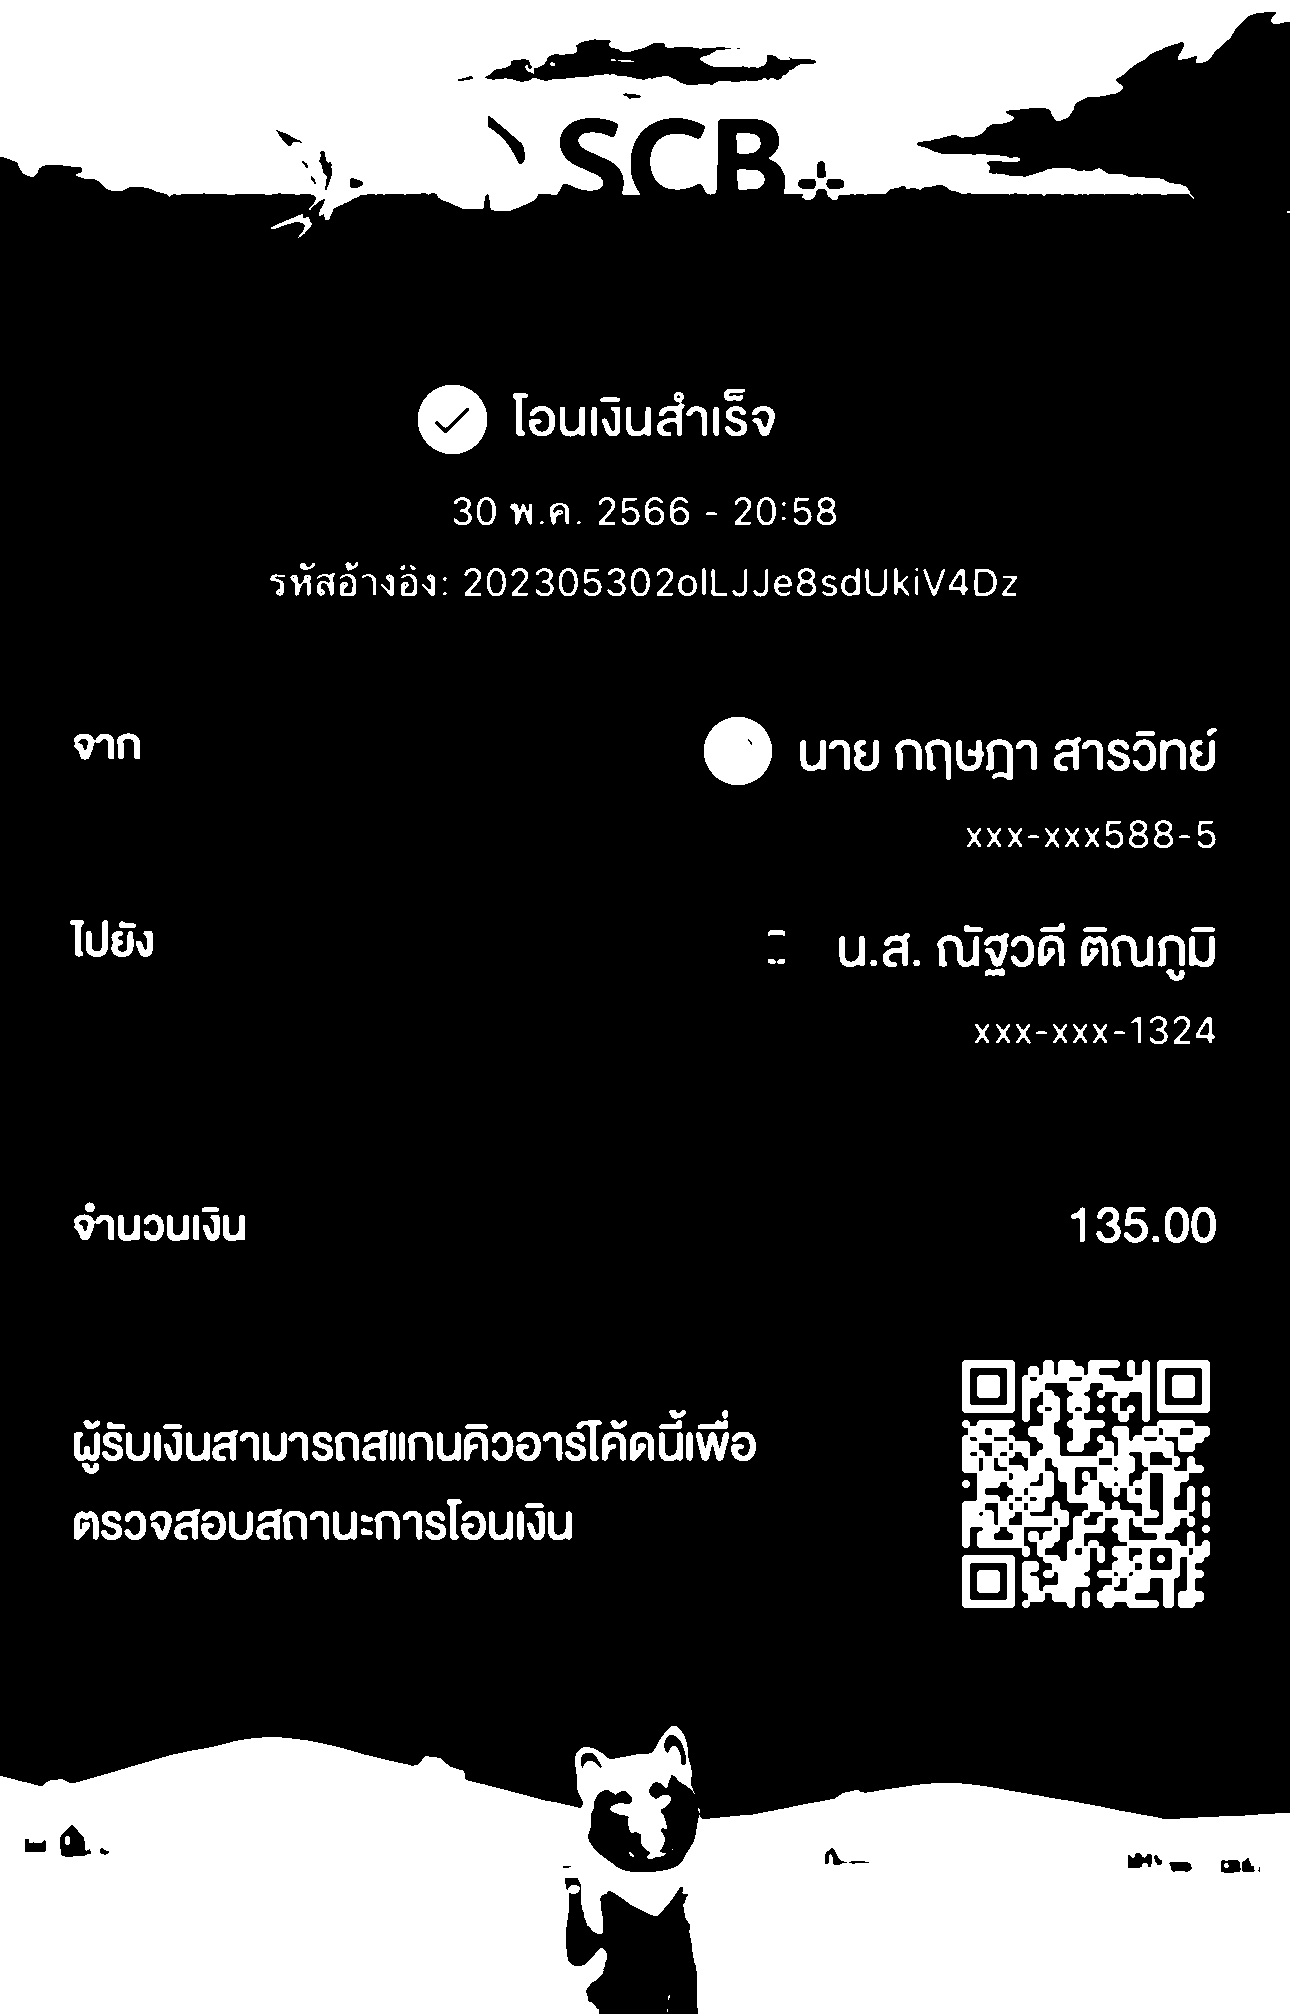 SCB
โอนเงินสำเร็จ
30 พ.ค. 2566 - 20:58
รหัสอ้างอิง: 202305302olLJJe8sdUkiV4Dz
จาก
นาย กฤษฎา สารวิทย์
xxx-xxx588-5
ไปยัง
น.ส. ณัฐวดี ติณภูมิ
xxx-xxx-1324
จำนวนเงิน
135.00
ผู้รับเงินสามารถสแกนคิวอาร์โค้ดนี้เพื่อ
ตรวจสอบสถานะการโอนเงิน